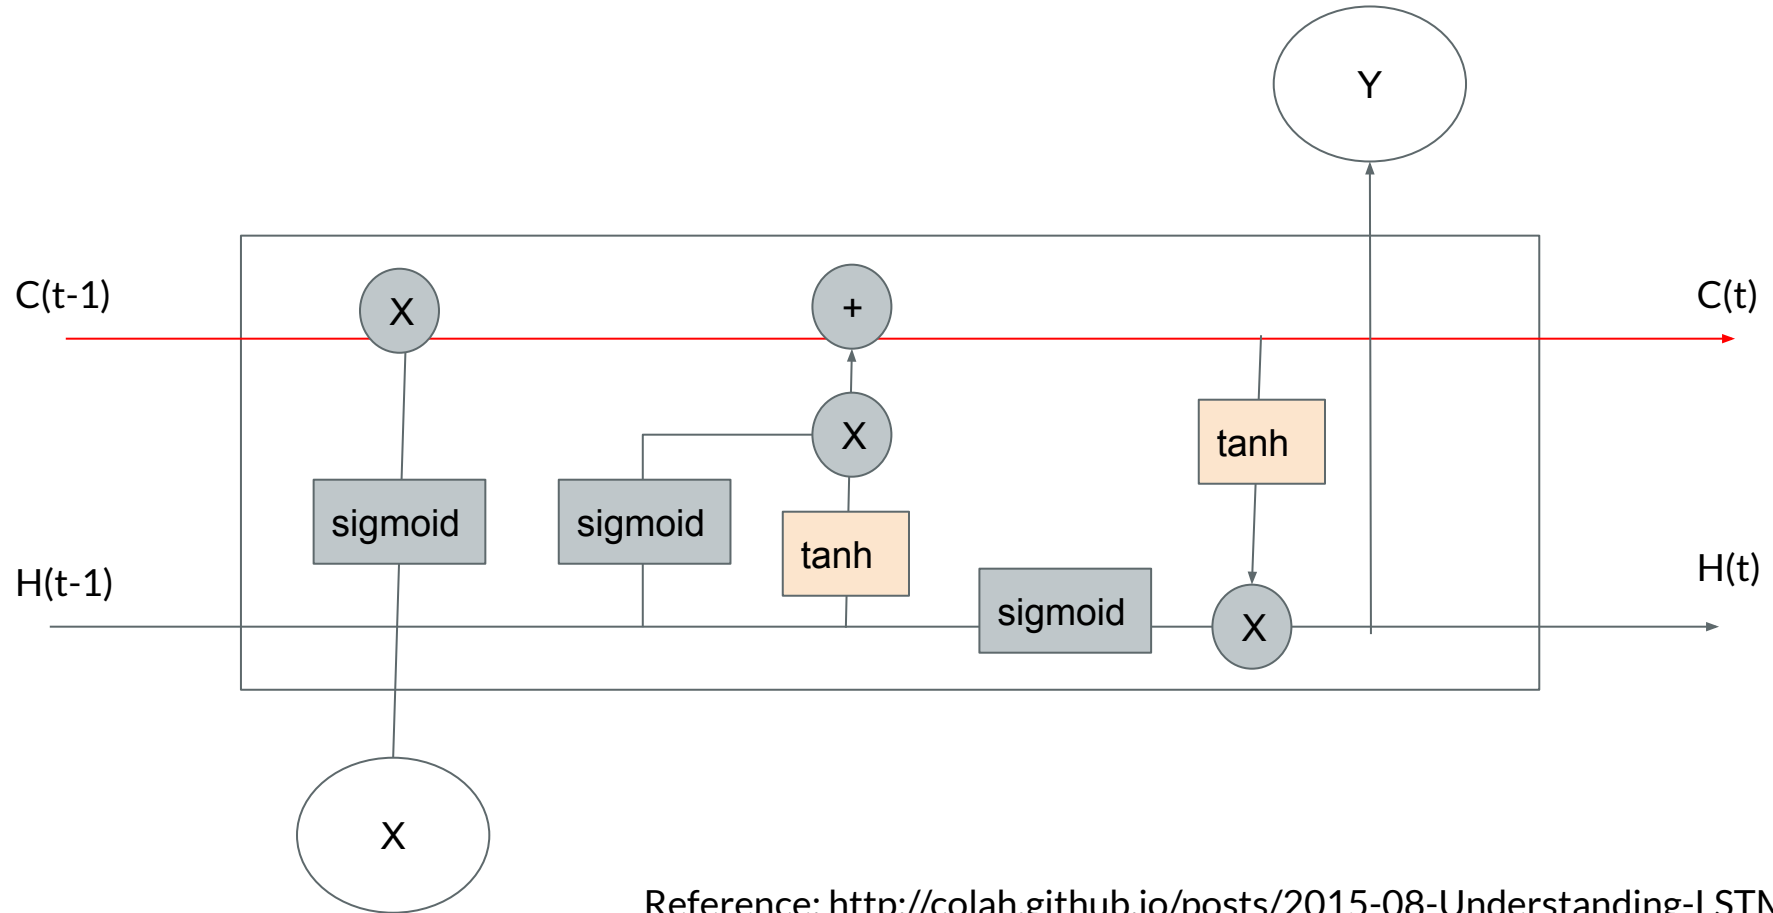 Y
C(t-1)
X
+
C(t)
X
tanh
sigmoid
sigmoid
tanh
H(t-1)
sigmoid
X
H(t)
X
Reference: http://colah.github.io/posts/2015-08-Understanding-LSTM